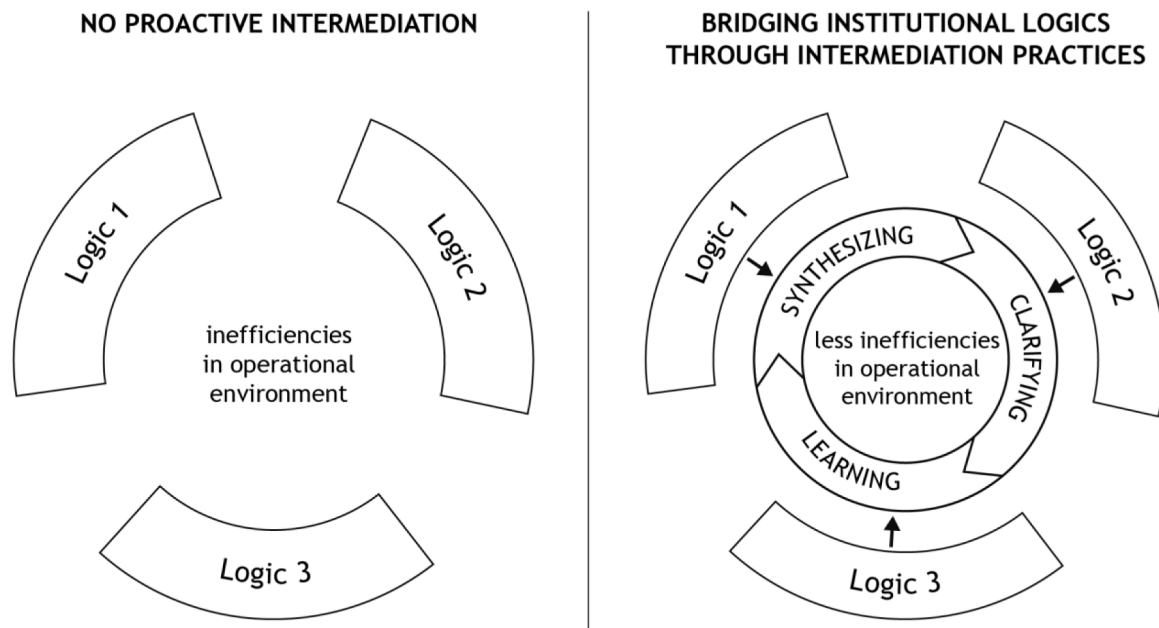 NO PROACTIVE INTERMEDIATION
Logic 1
Logic 2
inefficiencies
in operational
environment
Logic 3
BRIDGING INSTITUTIONAL LOGICS
THROUGH INTERMEDIATION PRACTICES
Logic 1
Logic 2
SYNTHESIZING
CLARIFYING
less inefficiencies
in operational
environment
LEARNING
Logic 3